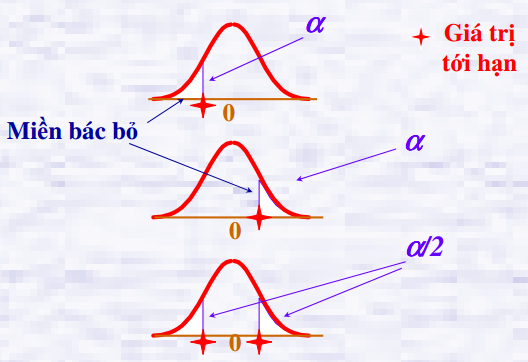 α
Giá trị
tới hạn
0
Miền bác bỏ
α
0
α/2
0